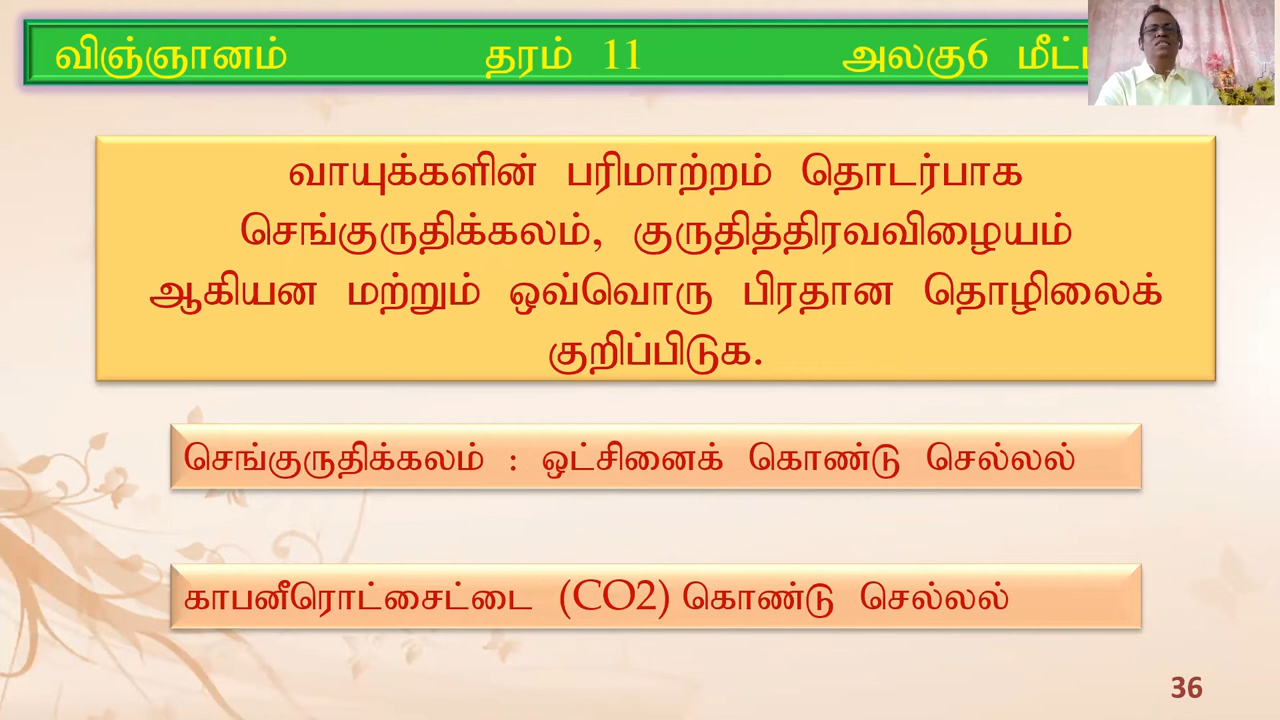 விஞ்ஞானம் தரம் 11 அலகு6
வாயுக்களின் பரிமாற்றம் தொடர்பாக
செங்குருதிக்கலம், குருதித்திரவவிழையம்
ஆகியன மற்றும் ஒவ்வொரு பிரதான தொழிலைக்
குறிப்பிடுக.
செங்குருதிக்கலம் : ஒட்சினைக் கொண்டு செல்லல்
காபனீரொட்சைட்டை (CO2) கொண்டு செல்லல்
36